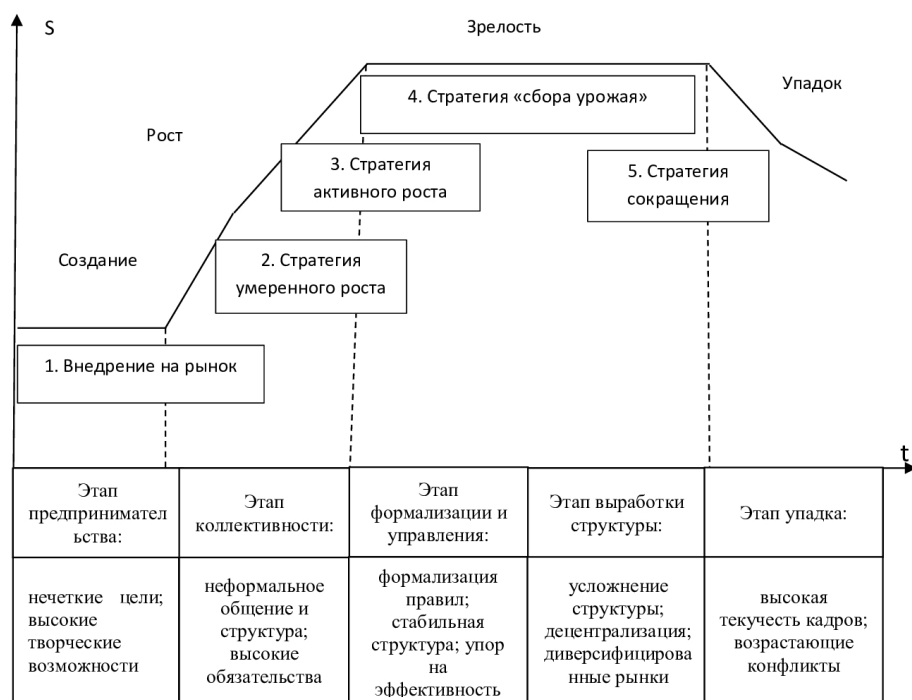 S
Зрелость
Упадок
4. Стратегия «сбора урожая»
Рост
3. Стратегия
активного роста
5. Стратегия
сокращения
Создание
2. Стратегия
умеренного роста
1. Внедрение на рынок
t
Этап
предпринимател
ьства:
Этап
коллективности:
Этап
формализации и
управления:
Этап выработки
структуры:
Этап упадка:
нечеткие цели;
высокие
творческие
возможности
неформальное
общение и
структура;
высокие
обязательства
формализация
правил;
стабильная
структура; упор
на
эффективность
усложнение
структуры;
децентрализация;
диверсифицирова
нные рынки
высокая
текучесть кадров;
возрастающие
конфликты